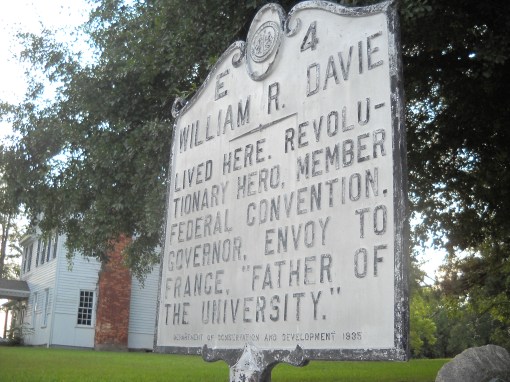 E 4
WILLIAM R. DAVIE
LIVED HERE. REVOLU-
TIONARY HERO, MEMBER
FEDERAL CONVENTION,
GOVERNOR, ENVOY TO
FRANCE, "FATHER OF
THE UNIVERSITY."
DEPARTMENT OF CONSERVATION AND DEVELOPMENT 1935